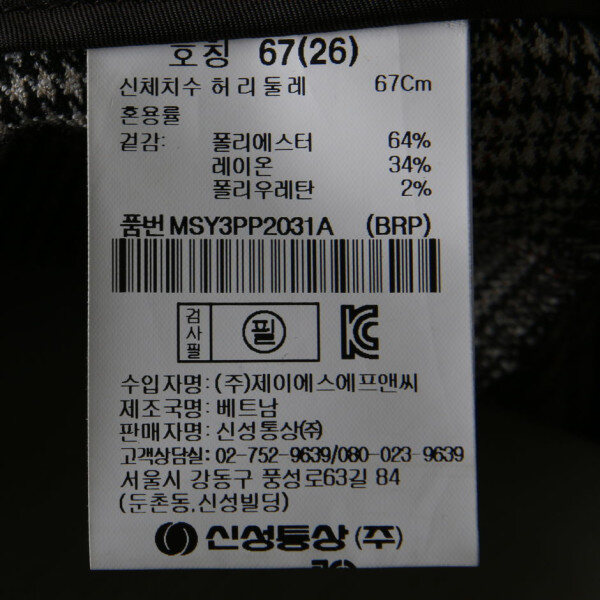 호칭 67(26)
신체치수 허리둘레 67Cm
혼용률
겉감: 폴리에스터 64%
레이온 34%
폴리우레탄 2%
품번 MSY3PP2031A (BRP)
검사필 필
수입자명: (주)제이에스에프앤씨
제조국명: 베트남
판매자명: 신성통상㈜
고객상담실: 02-752-9639/080-023-9639
서울시 강동구 풍성로63길 84
(둔촌동,신성빌딩)
신성통상(주)